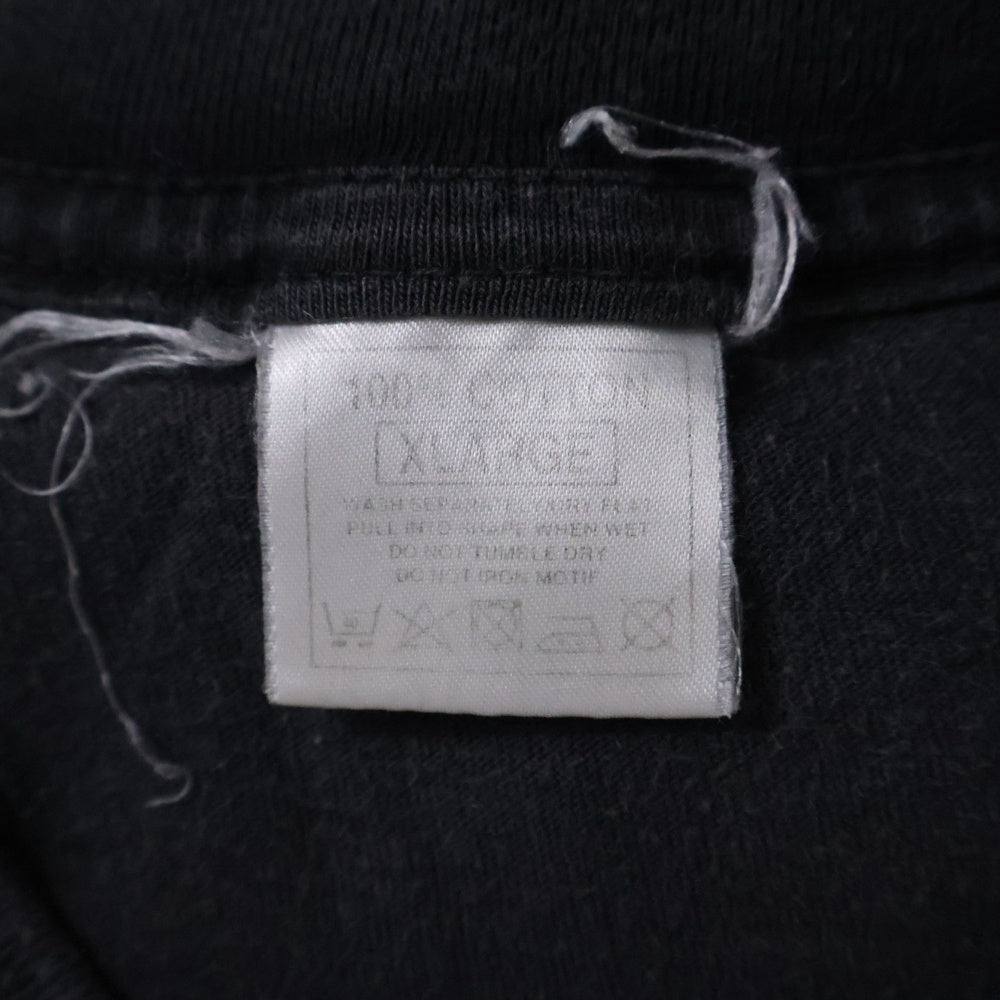 100% COTTON
XLARGE
WASH SEPARATELY/DRY FLAT
PULL INTO SHAPE WHEN WET
DO NOT TUMBLE DRY
DO NOT IRON MOTIF